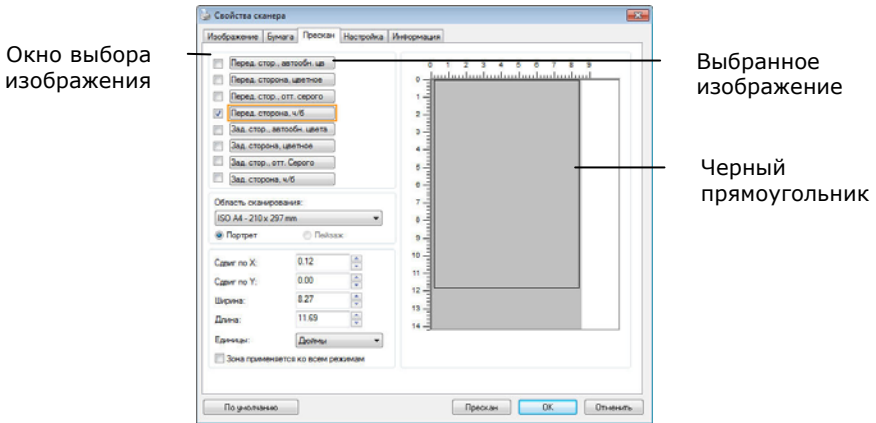 Свойства сканера
Изображение Бумага Прескан Настройка Информация
Окно выбора
изображения
Перед. стор., автообн. цв
Перед. сторона, цветное
Перед. стор., отт. серого
Перед. сторона, ч/б
Зад. стор., автообн. цвета
Зад. сторона, цветное
Зад. стор., отт. Серого
Зад. сторона, ч/б
Область сканирования:
ISO A4 - 210 x 297 mm
Портрет Пейзаж
Сдвиг по X: 0.12
Сдвиг по Y: 0.00
Ширина: 8.27
Длина: 11.69
Единицы: Дюймы
Зона применяется ко всем режимам
0 1 2 3 4 5 6 7 8 9
0
1
2
3
4
5
6
7
8
9
10
11
12
13
14
Выбранное
изображение
Черный
прямоугольник
По умолчанию Прескан OK Отменить